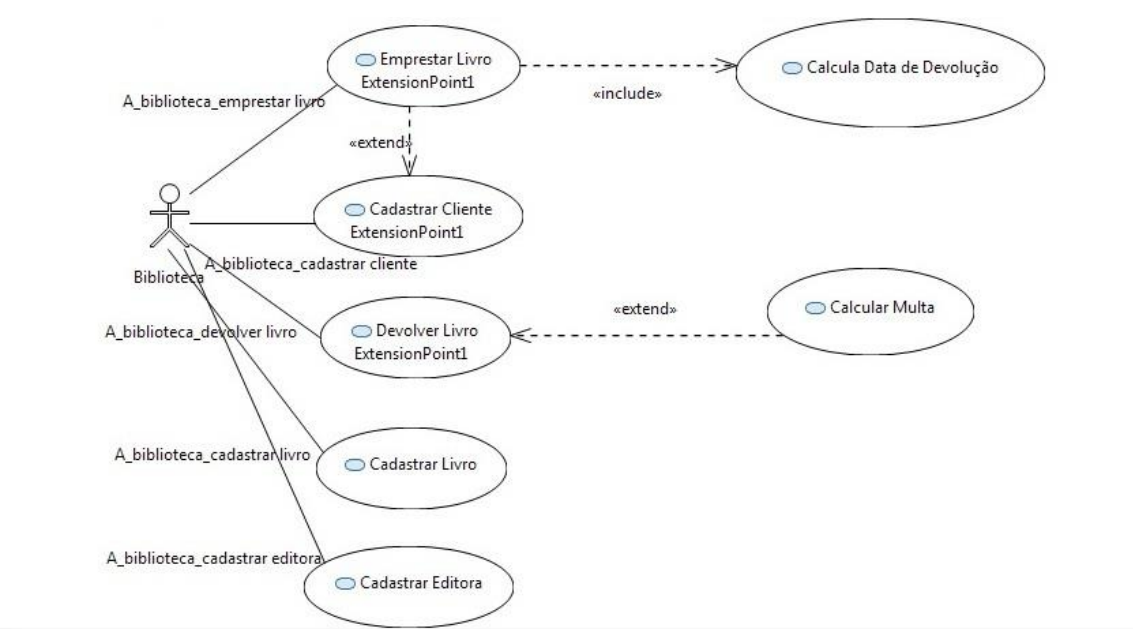 Emprestar Livro
ExtensionPoint1
Calcula Data de Devolução
«include»
A_biblioteca_emprestar livro
«extend»
Cadastrar Cliente
ExtensionPoint1
A_biblioteca_cadastrar cliente
Biblioteca
«extend»
Calcular Multa
A_biblioteca_devolver livro
Devolver Livro
ExtensionPoint1
A_biblioteca_cadastrar livro
Cadastrar Livro
A_biblioteca_cadastrar editora
Cadastrar Editora